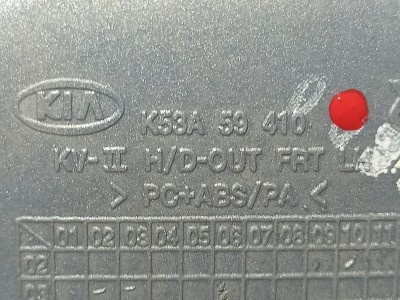 KIA
K53A 59 410
KV-II H/D-OUT FRT
> PC+ABS/PA <
01 02 03 04 05 06 07 08 09 10 11
02